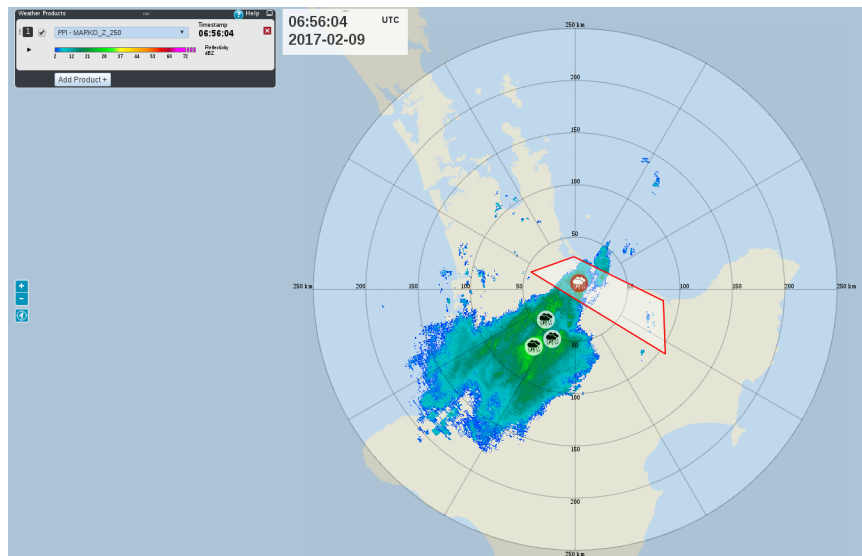 Weather Products
Help
1
PPI - MARKO_Z_250
Timestamp
06:56:04
2 12 21 28 37 44 53 60 72
Reflectivity
dBZ
Add Product +
06:56:04 UTC
2017-02-09
250 km
200
150
100
50
250 km 200 150 100 50 50 100 150 200 250 km
50
100
150
200
250 km
+
−